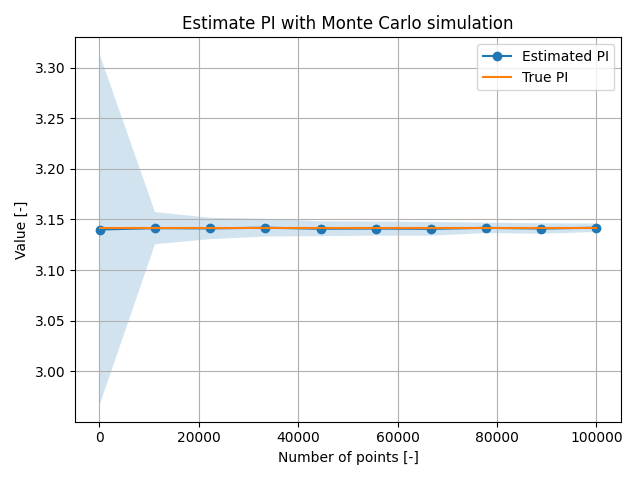 Estimate PI with Monte Carlo simulation
Estimated PI
True PI
Value [-]
3.30
3.25
3.20
3.15
3.10
3.05
3.00
0 20000 40000 60000 80000 100000
Number of points [-]